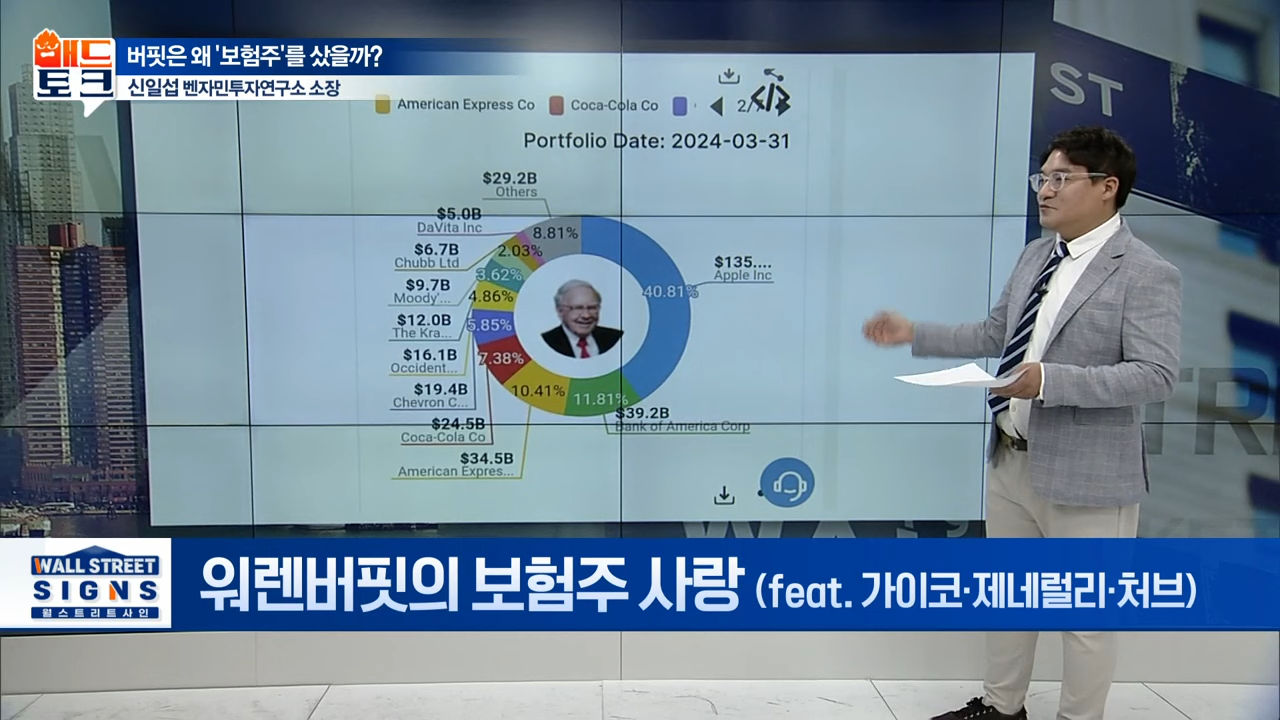 매드
토크
버핏은 왜 '보험주'를 샀을까?
신일섭 벤자민투자연구소 소장
American Express Co
Coca-Cola Co
2/
Portfolio Date: 2024-03-31
$29.2B
Others
$5.0B
DaVita Inc
$6.7B
Chubb Ltd
$9.7B
Moody'...
$12.0B
The Kra...
$16.1B
Occident...
$19.4B
Chevron C...
$24.5B
Coca-Cola Co
$34.5B
American Expres...
$39.2B
Bank of America Corp
$135....
Apple Inc
8.81%
2.03%
3.62%
4.86%
5.85%
7.38%
10.41%
11.81%
40.81%
ST
WALL STREET
SIGNS
월스트리트사인
워렌버핏의 보험주 사랑 (feat. 가이코·제네럴리·처브)